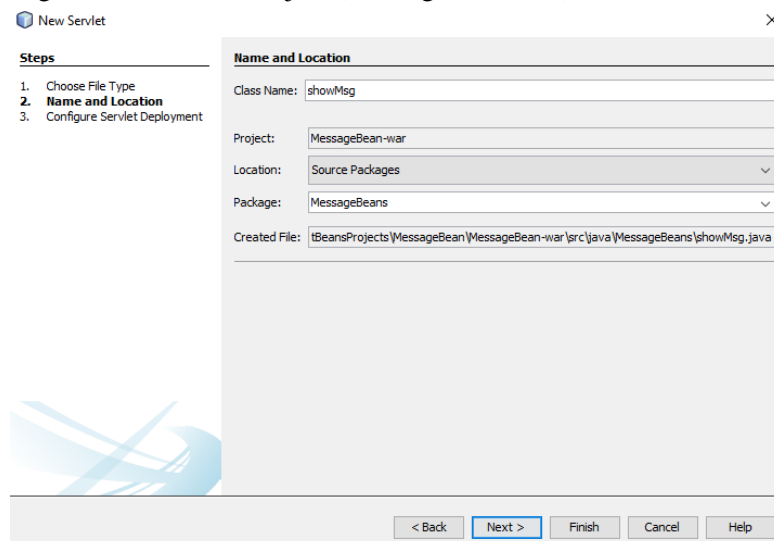 New Servlet
Steps
1. Choose File Type
2. Name and Location
3. Configure Servlet Deployment
Name and Location
Class Name: showMsg
Project: MessageBean-war
Location: Source Packages
Package: MessageBeans
Created File: tBeansProjects\MessageBean\MessageBean-war\src\java\MessageBeans\showMsg.java
< Back Next > Finish Cancel Help